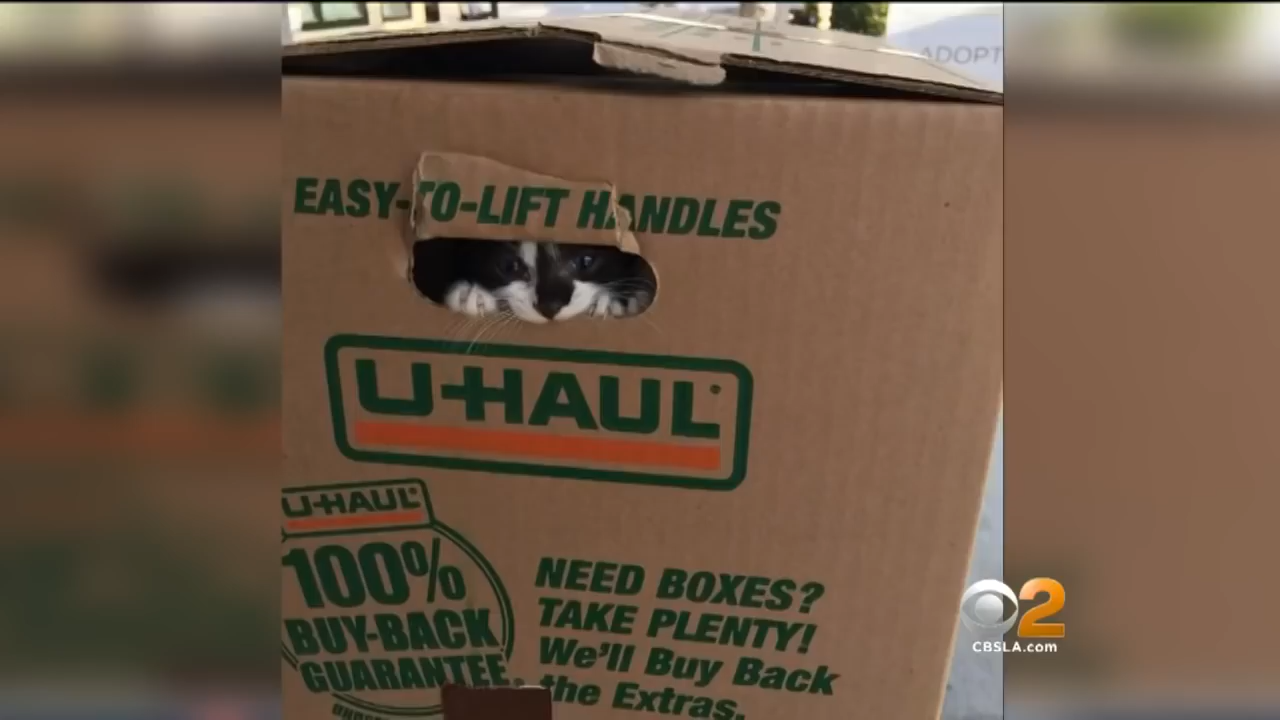 ADOPT
EASY-TO-LIFT HANDLES
U-HAUL®
U-HAUL®
100%
BUY-BACK
GUARANTEE.
NEED BOXES?
TAKE PLENTY!
We'll Buy Back
the Extras.
2
CBSLA.com